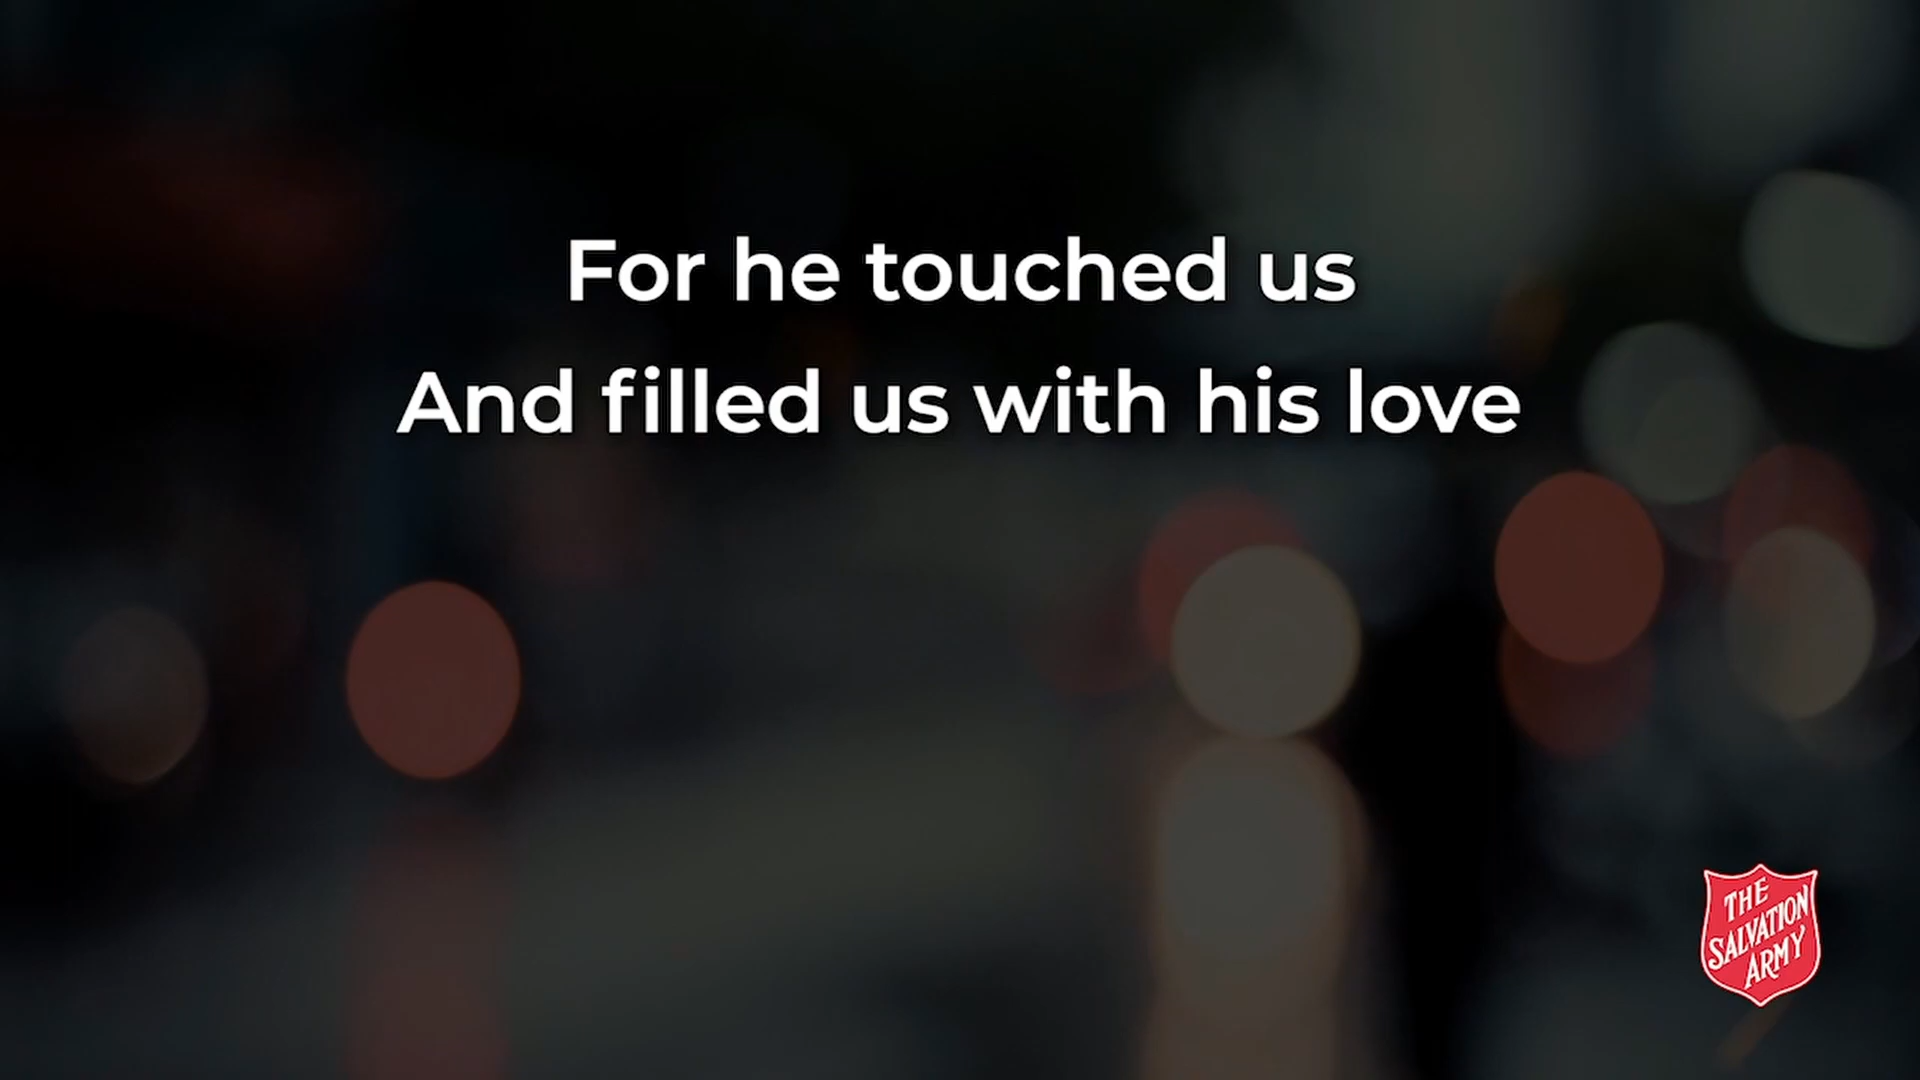 For he touched us
And filled us with his love
THE
SALVATION
ARMY